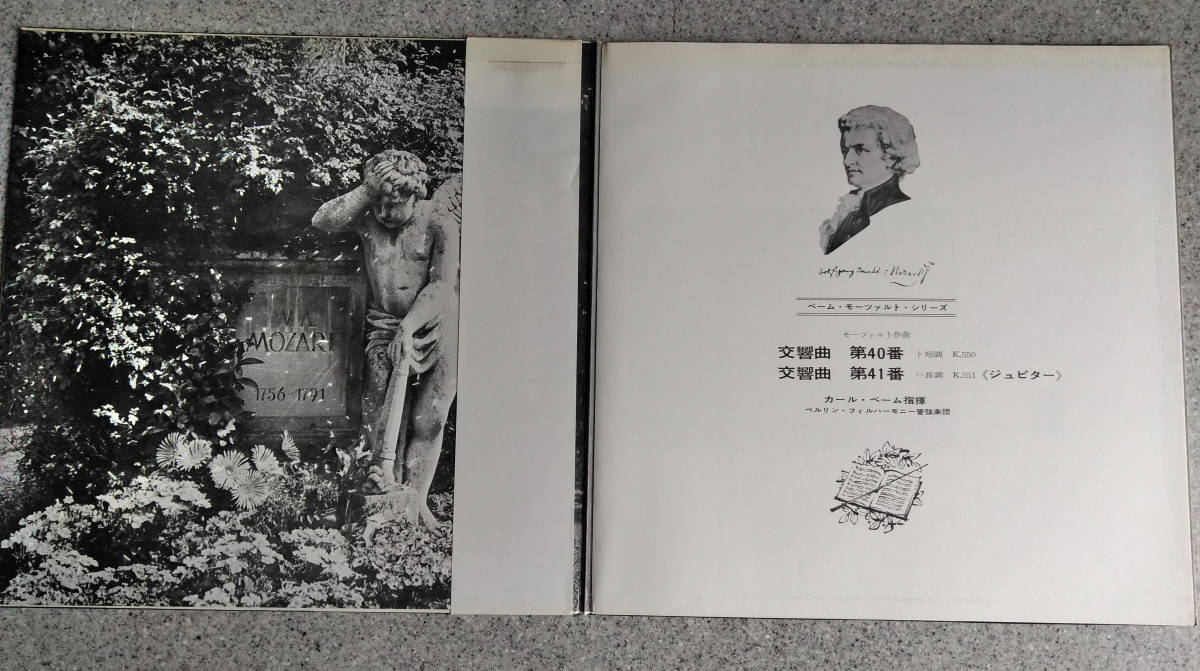 W.A.
MOZART
1756-1791
Wolfgang Amadé Mozart
ベーム・モーツァルト・シリーズ
モーツァルト作曲
交響曲 第40番 ト短調 K.550
交響曲 第41番 ハ長調 K.551《ジュピター》
カール・ベーム指揮
ベルリン・フィルハーモニー管弦楽団